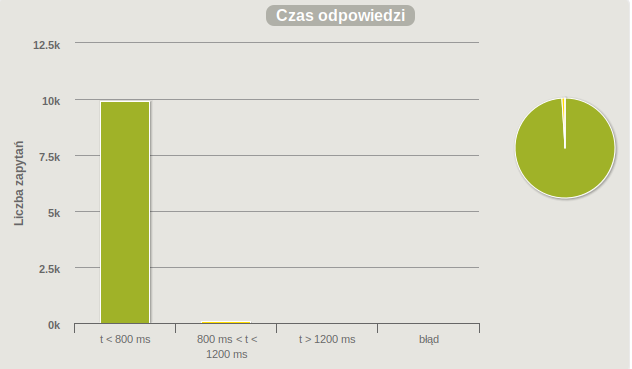 Czas odpowiedzi
Liczba zapytań
12.5k
10k
7.5k
5k
2.5k
0k
t < 800 ms
800 ms < t <
1200 ms
t > 1200 ms
błąd